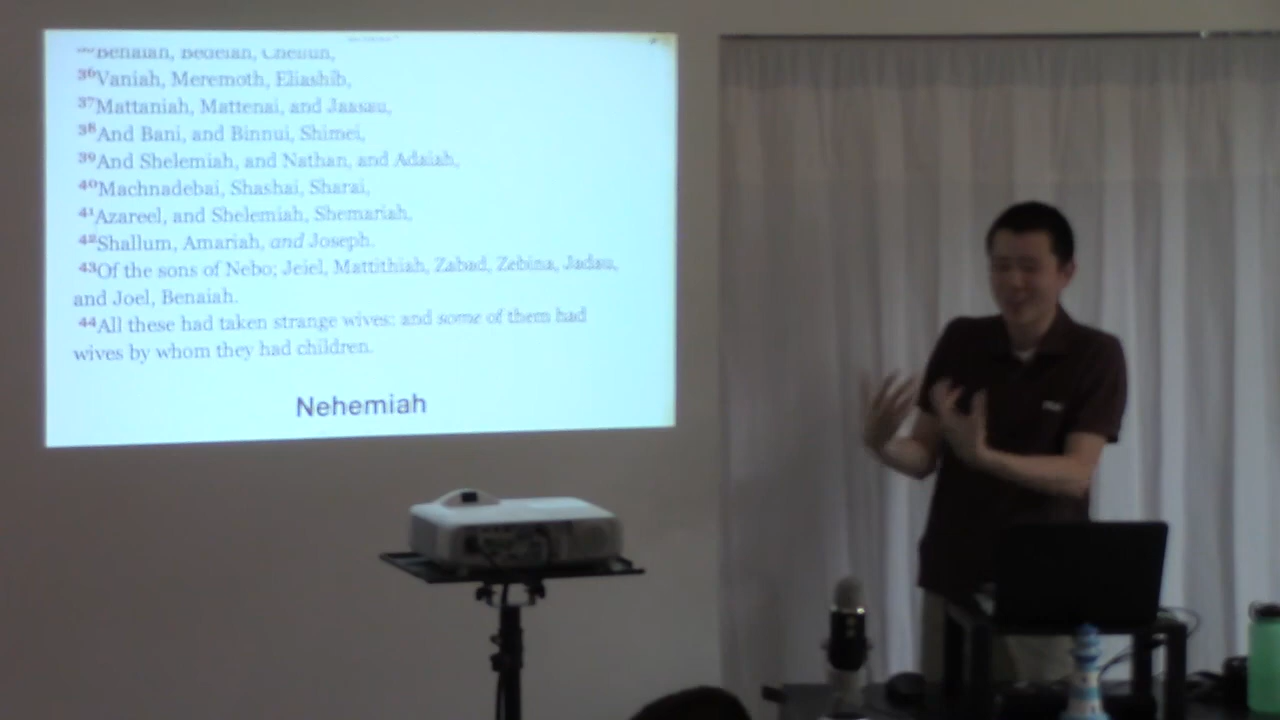 Benaiah, Bedeiah, Chelluh,
36Vaniah, Meremoth, Eliashib,
37Mattaniah, Mattenai, and Jaasau,
38And Bani, and Binnui, Shimei,
39And Shelemiah, and Nathan, and Adaiah,
40Machnadebai, Shashai, Sharai,
41Azareel, and Shelemiah, Shemariah,
42Shallum, Amariah, and Joseph.
43Of the sons of Nebo; Jeiel, Mattithiah, Zabad, Zebina, Jadau,
and Joel, Benaiah.
44All these had taken strange wives: and some of them had
wives by whom they had children.
Nehemiah